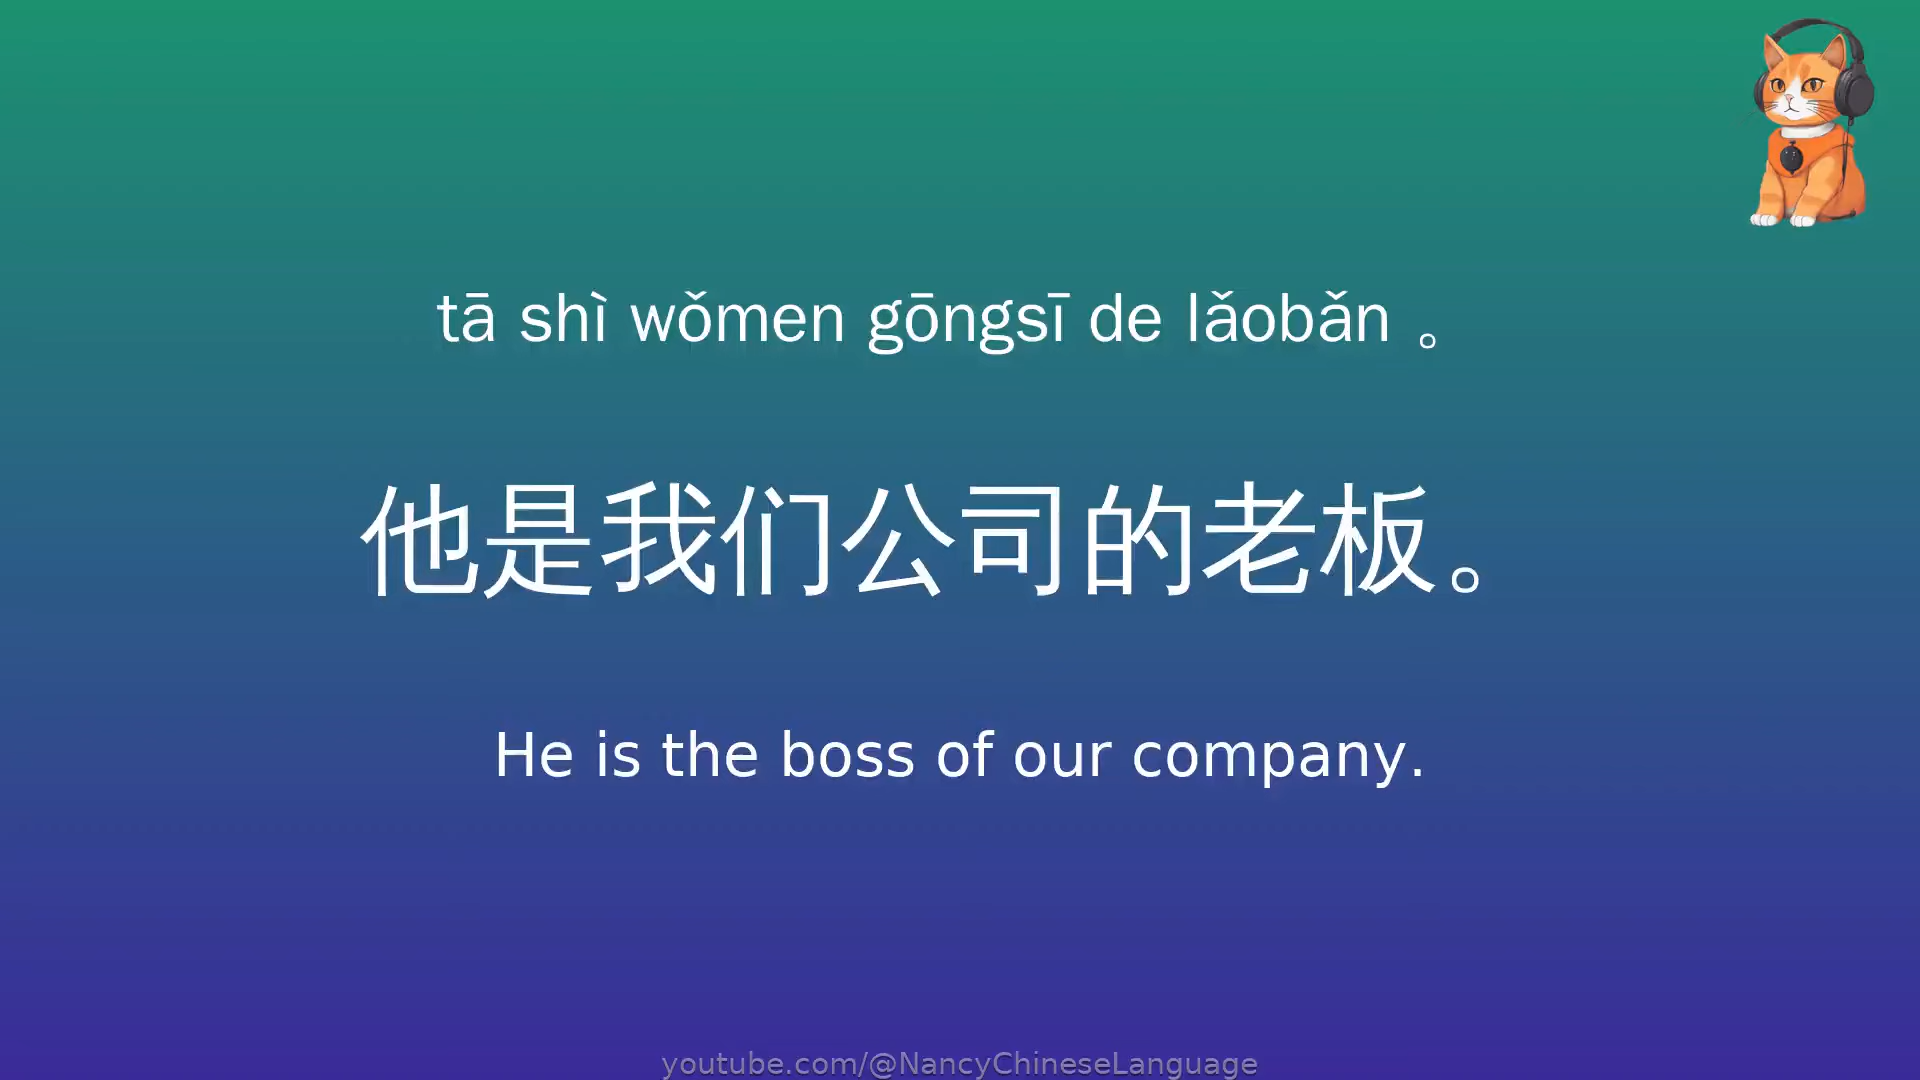 tā shì wǒmen gōngsī de lǎobǎn 。
他是我们公司的老板。
He is the boss of our company.
youtube.com/@NancyChineseLanguage